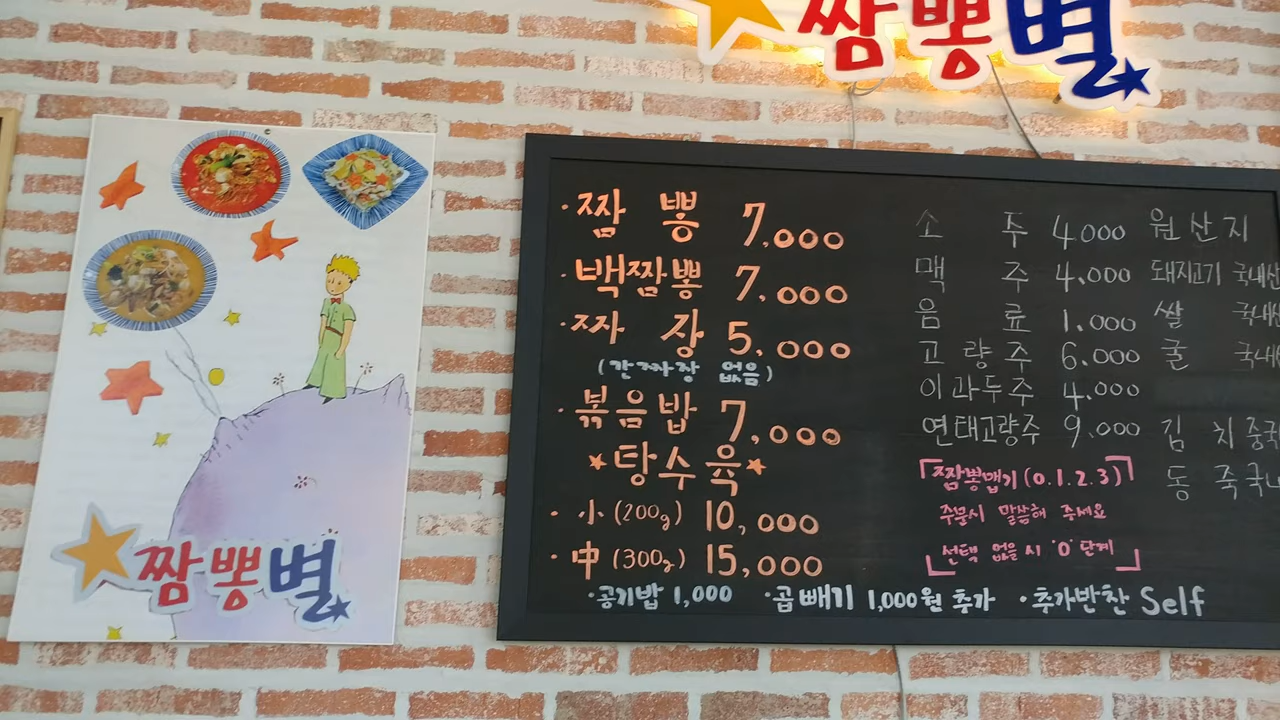 짬뽕별
짬뽕별
·짬 뽕 7,000
·백짬뽕 7,000
·짜 장 5,000
(간짜장 없음)
·볶음밥 7,000
★탕수육★
·小 (200g) 10,000
·中 (300g) 15,000
소 주 4000
맥 주 4,000
음 료 1,000
고량주 6,000
이과두주 4,000
연태고량주 9,000
「짬뽕맵기(0.1.2.3)
주문시 말씀해 주세요
선택 없을 시 '0'단계」
원산지
돼지고기 국내산
쌀 국내
굴 국내
김 치 중국
동 죽 국내
·공기밥 1,000 ·곱빼기 1,000원 추가 ·추가반찬 Self